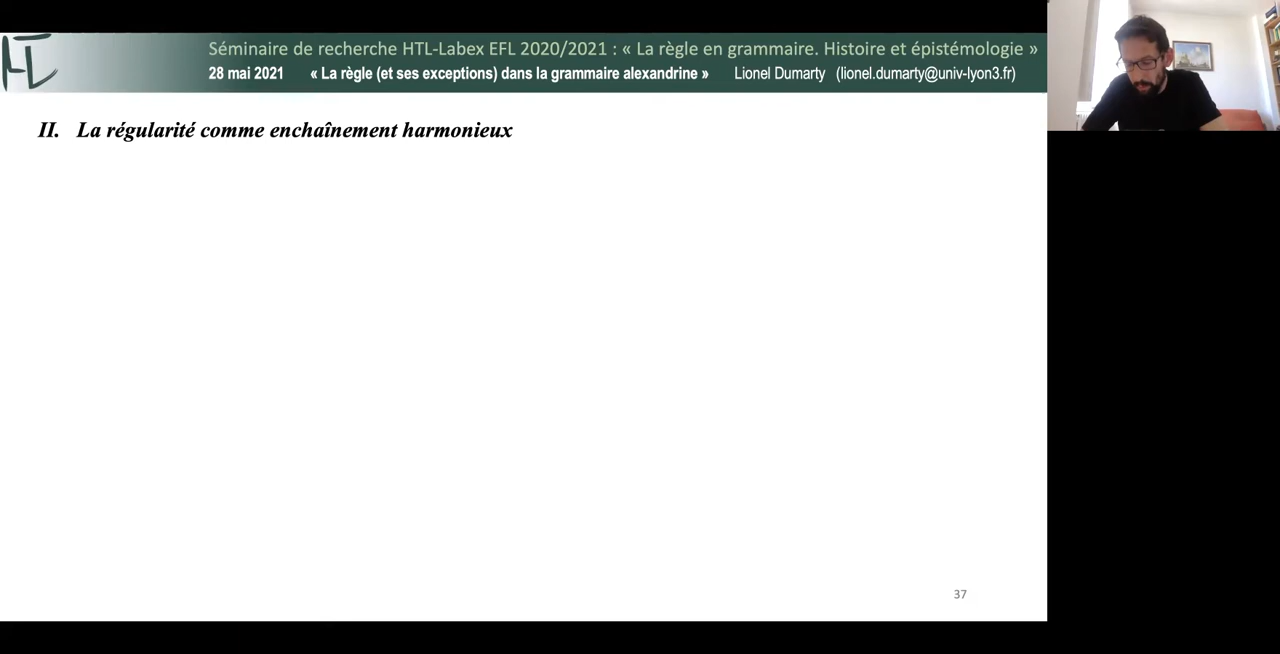 HTL
Séminaire de recherche HTL-Labex EFL 2020/2021 : « La règle en grammaire. Histoire et épistémologie »
28 mai 2021 « La règle (et ses exceptions) dans la grammaire alexandrine » Lionel Dumarty (lionel.dumarty@univ-lyon3.fr)
II. La régularité comme enchaînement harmonieux
37